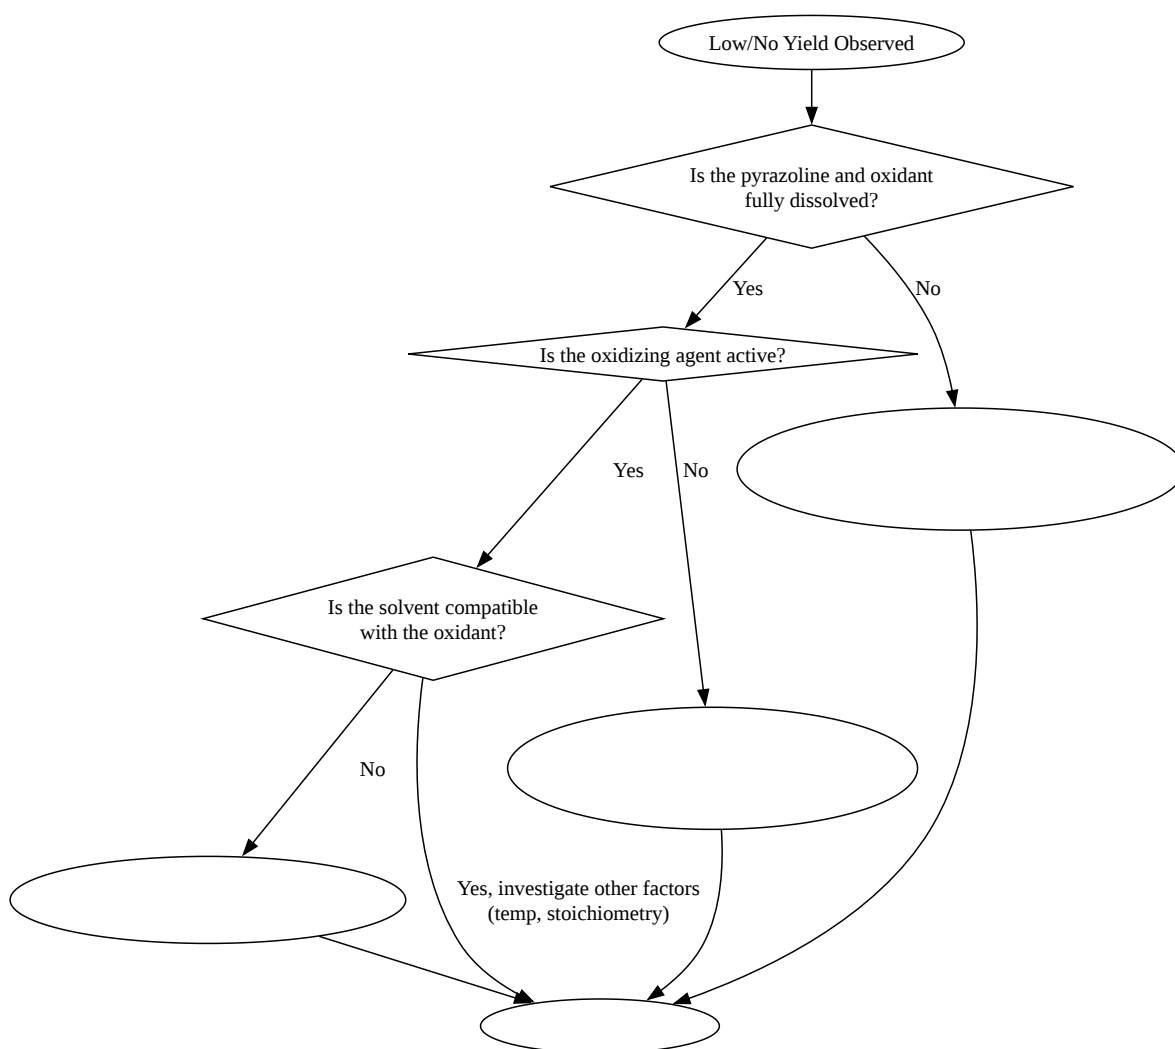 Low/No Yield Observed
Is the pyrazoline and oxidant
fully dissolved?
Yes
No
Is the oxidizing agent active?
Yes
No
Is the solvent compatible
with the oxidant?
No
Yes, investigate other factors
(temp, stoichiometry)